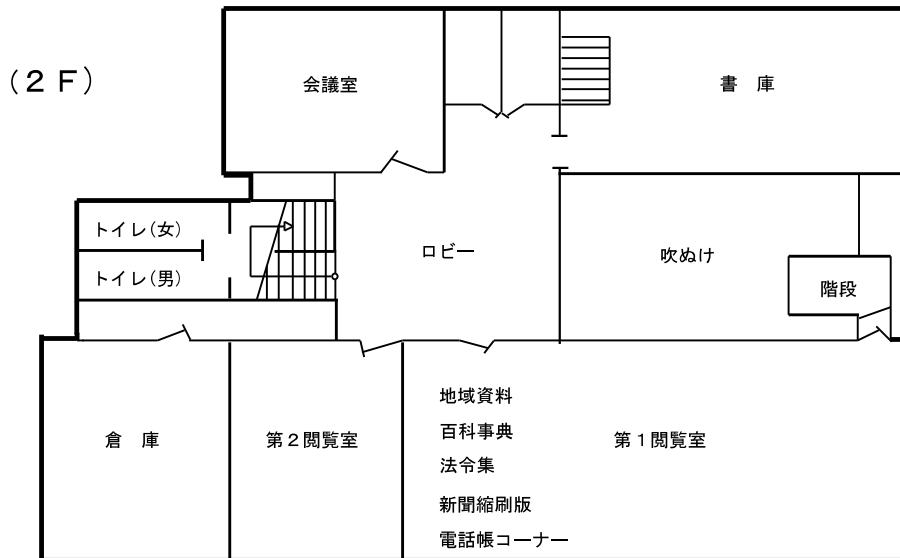 (２Ｆ)
会議室
書　庫
トイレ(女)
トイレ(男)
ロビー
吹ぬけ
階段
倉　庫
第２閲覧室
第１閲覧室
地域資料
百科事典
法令集
新聞縮刷版
電話帳コーナー